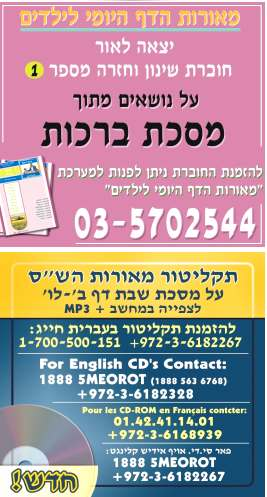 מאורות הדף היומי לילדים
יצאה לאור
חוברת שינון וחזרה מספר 1
על נושאים מתוך
מסכת ברכות
להזמנת החוברת ניתן לפנות למערכת
"מאורות הדף היומי לילדים"
03-5702544
תקליטור מאורות הש״ס
על מסכת שבת דף ב'-לו'
לצפייה במחשב + MP3
להזמנת תקליטור בעברית חייג:
1-700-500-151 +972-3-6182267
For English CD's Contact:
1888 5MEOROT (1888 563 6768)
+972-3-6182328
Pour les CD-ROM en Français contcter:
01.42.41.14.01
+972-3-6168939
פאר סי.די. אויף אידיש קלינגט:
1888 5MEOROT
+972-3-6182267
חדש!